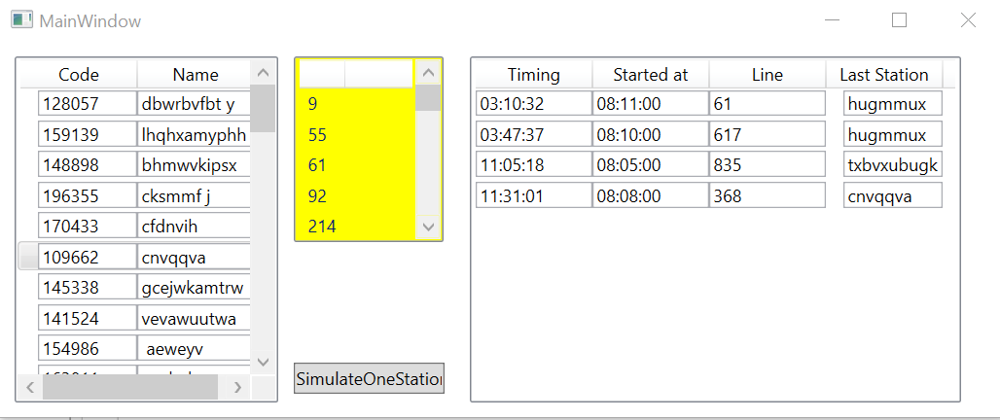 MainWindow
Code Name
128057 dbwrbvfbt y
159139 lhqhxamyphh
148898 bhmwvkipsx
196355 cksmmf j
170433 cfdnvih
109662 cnvqqva
145338 gcejwkamtrw
141524 vevawuutwa
154986 aeweyv
9
55
61
92
214
SimulateOneStation
Timing Started at Line Last Station
03:10:32 08:11:00 61 hugmmux
03:47:37 08:10:00 617 hugmmux
11:05:18 08:05:00 835 txbvxubugk
11:31:01 08:08:00 368 cnvqqva